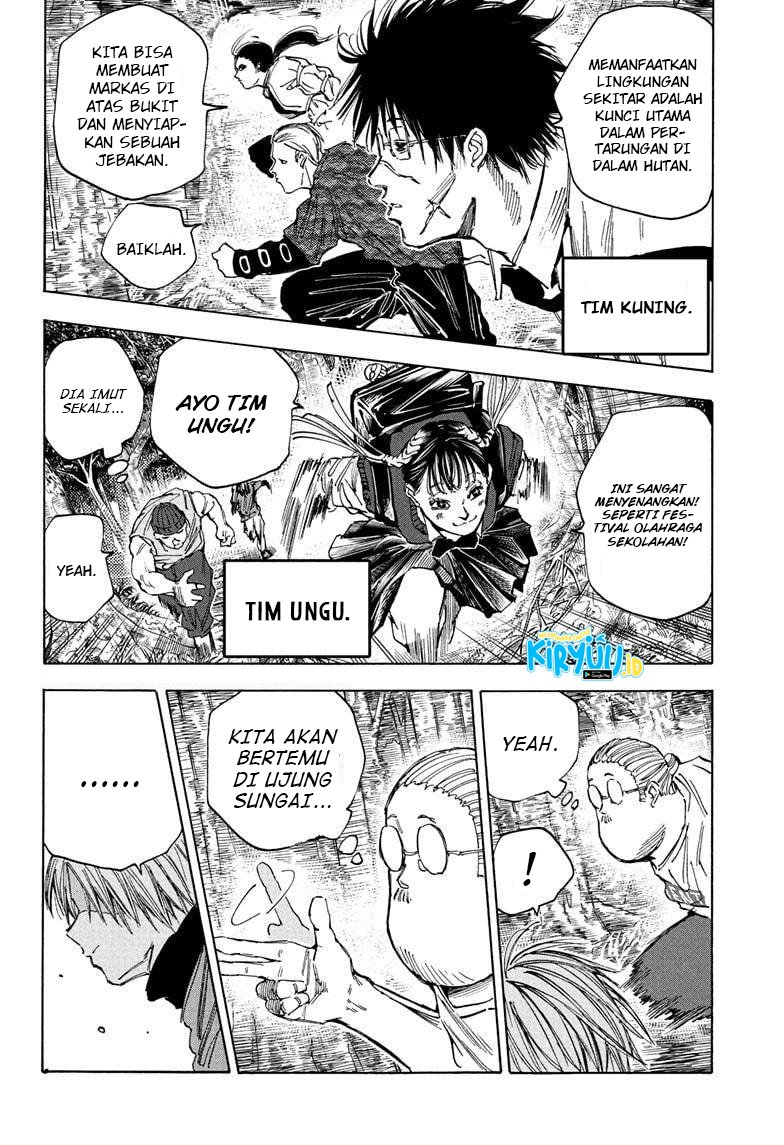 MEMANFAATKAN
LINGKUNGAN
SEKITAR ADALAH
KUNCI UTAMA
DALAM PER-
TARUNGAN DI
DALAM HUTAN.
KITA BISA
MEMBUAT
MARKAS DI
ATAS BUKIT
DAN MENYIAP-
KAN SEBUAH
JEBAKAN.
BAIKLAH.
TIM KUNING.
INI SANGAT
MENYENANGKAN!
SEPERTI FES-
TIVAL OLAHRAGA
SEKOLAHAN!
AYO TIM
UNGU!
DIA IMUT
SEKALI...
YEAH.
TIM UNGU.
KIRYUU.ID
Google Play
YEAH.
!
KITA AKAN
BERTEMU
DI UJUNG
SUNGAI...
......